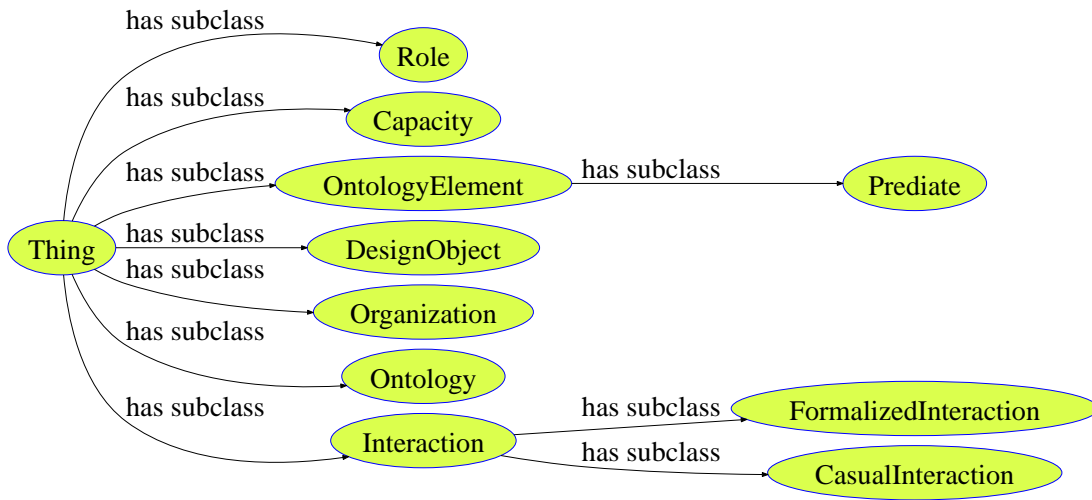 has subclass
Role
has subclass
Capacity
has subclass
OntologyElement
has subclass
Prediate
Thing
has subclass
DesignObject
has subclass
Organization
has subclass
Ontology
has subclass
Interaction
has subclass
FormalizedInteraction
has subclass
CasualInteraction